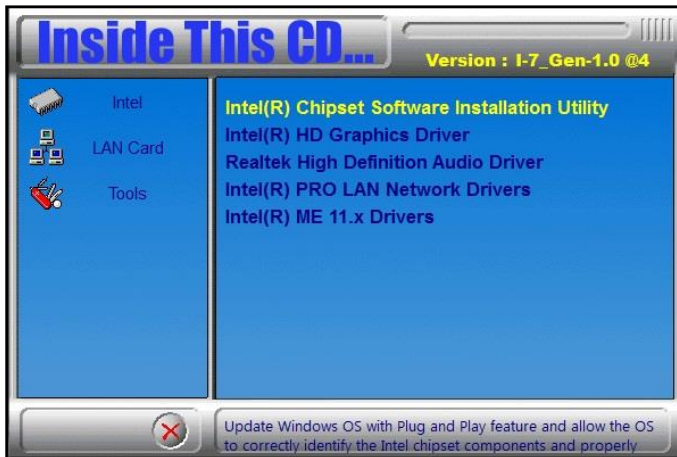 Inside This CD...
Version : I-7_Gen-1.0 @4
Intel
LAN Card
Tools
Intel(R) Chipset Software Installation Utility
Intel(R) HD Graphics Driver
Realtek High Definition Audio Driver
Intel(R) PRO LAN Network Drivers
Intel(R) ME 11.x Drivers
Update Windows OS with Plug and Play feature and allow the OS
to correctly identify the Intel chipset components and properly